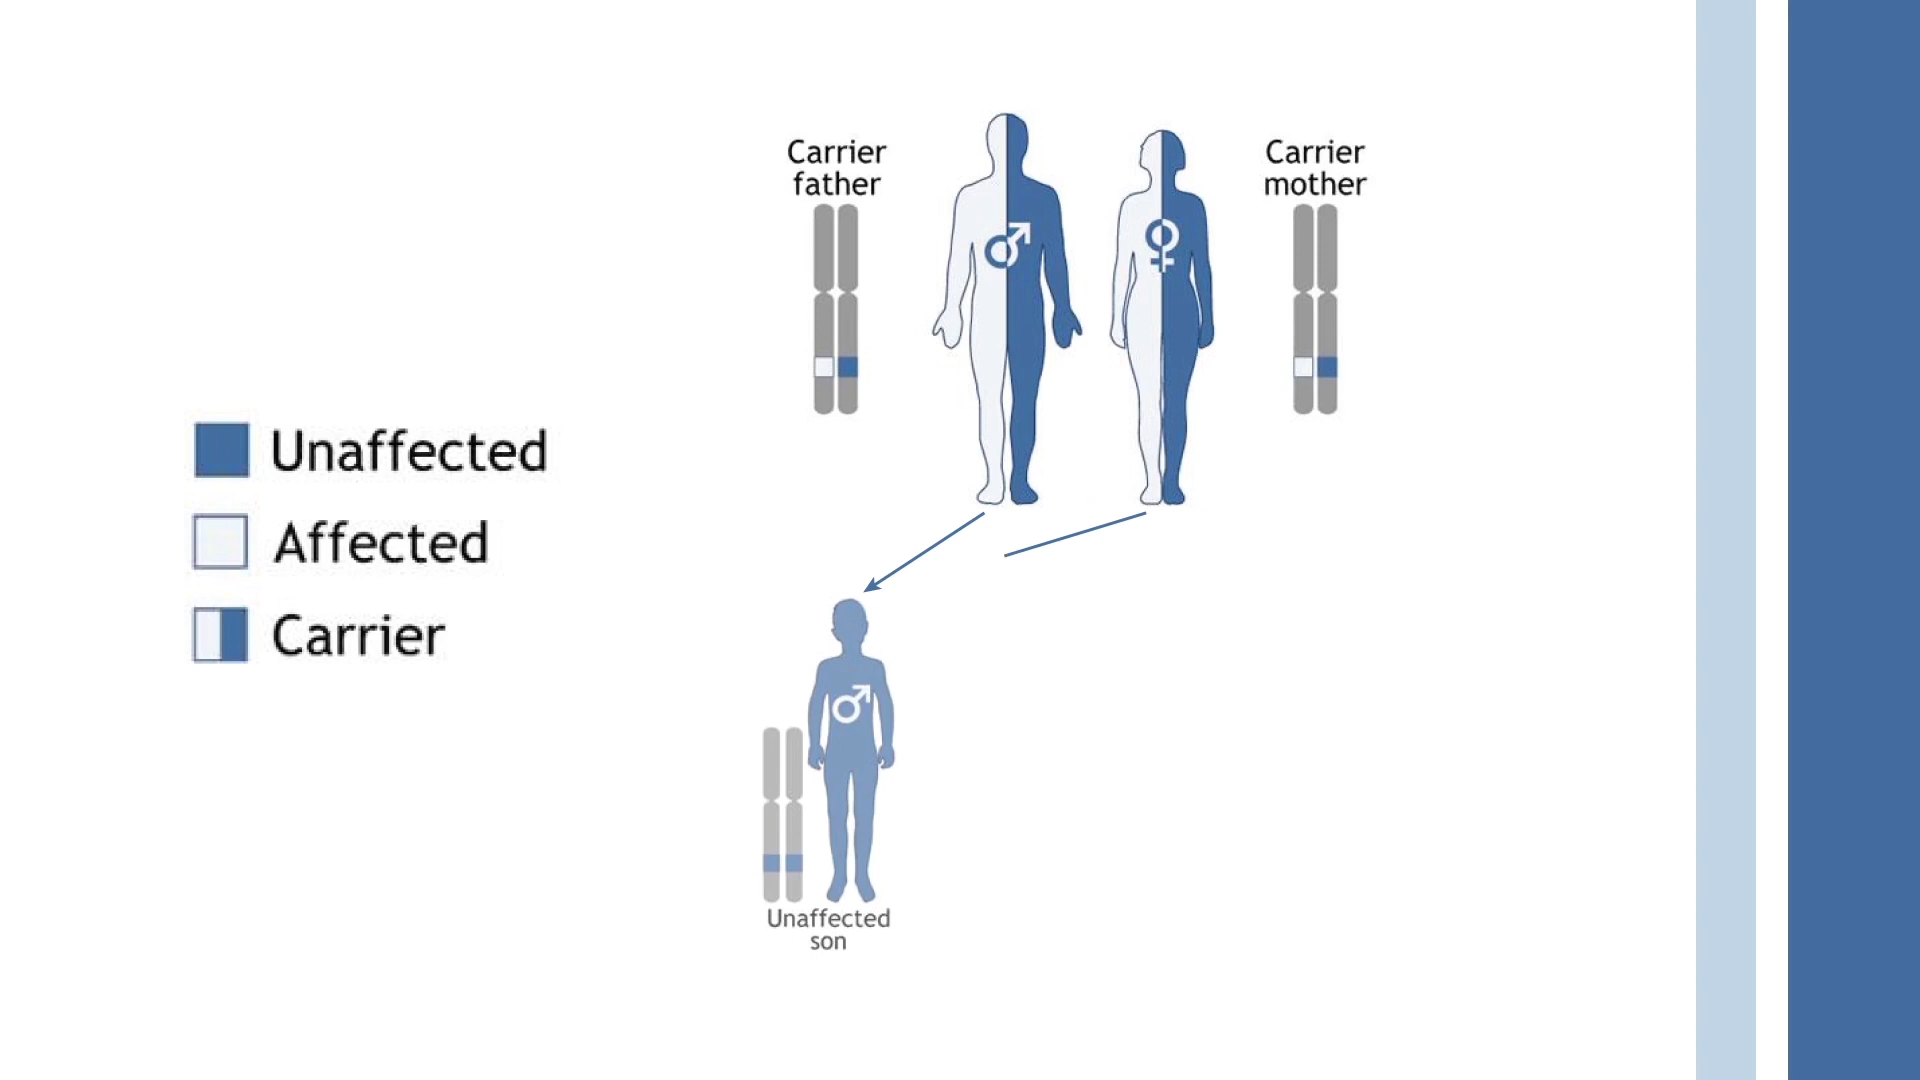 Carrier
father
Carrier
mother
Unaffected
Affected
Carrier
Unaffected
son